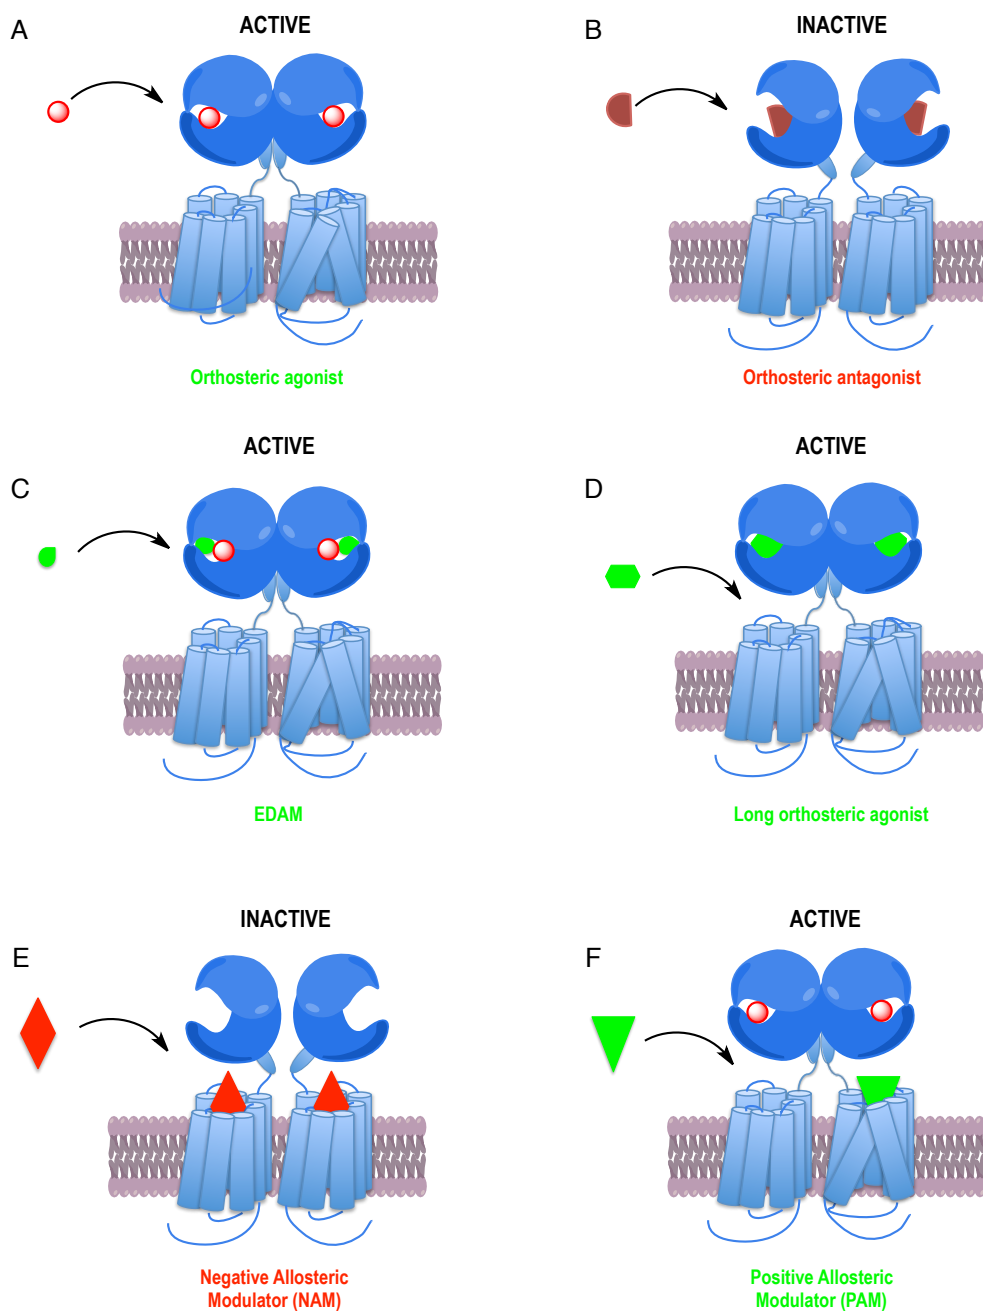 A
ACTIVE
Orthosteric agonist
B
INACTIVE
Orthosteric antagonist
C
ACTIVE
EDAM
D
ACTIVE
Long orthosteric agonist
E
INACTIVE
Negative Allosteric
Modulator (NAM)
F
ACTIVE
Positive Allosteric
Modulator (PAM)